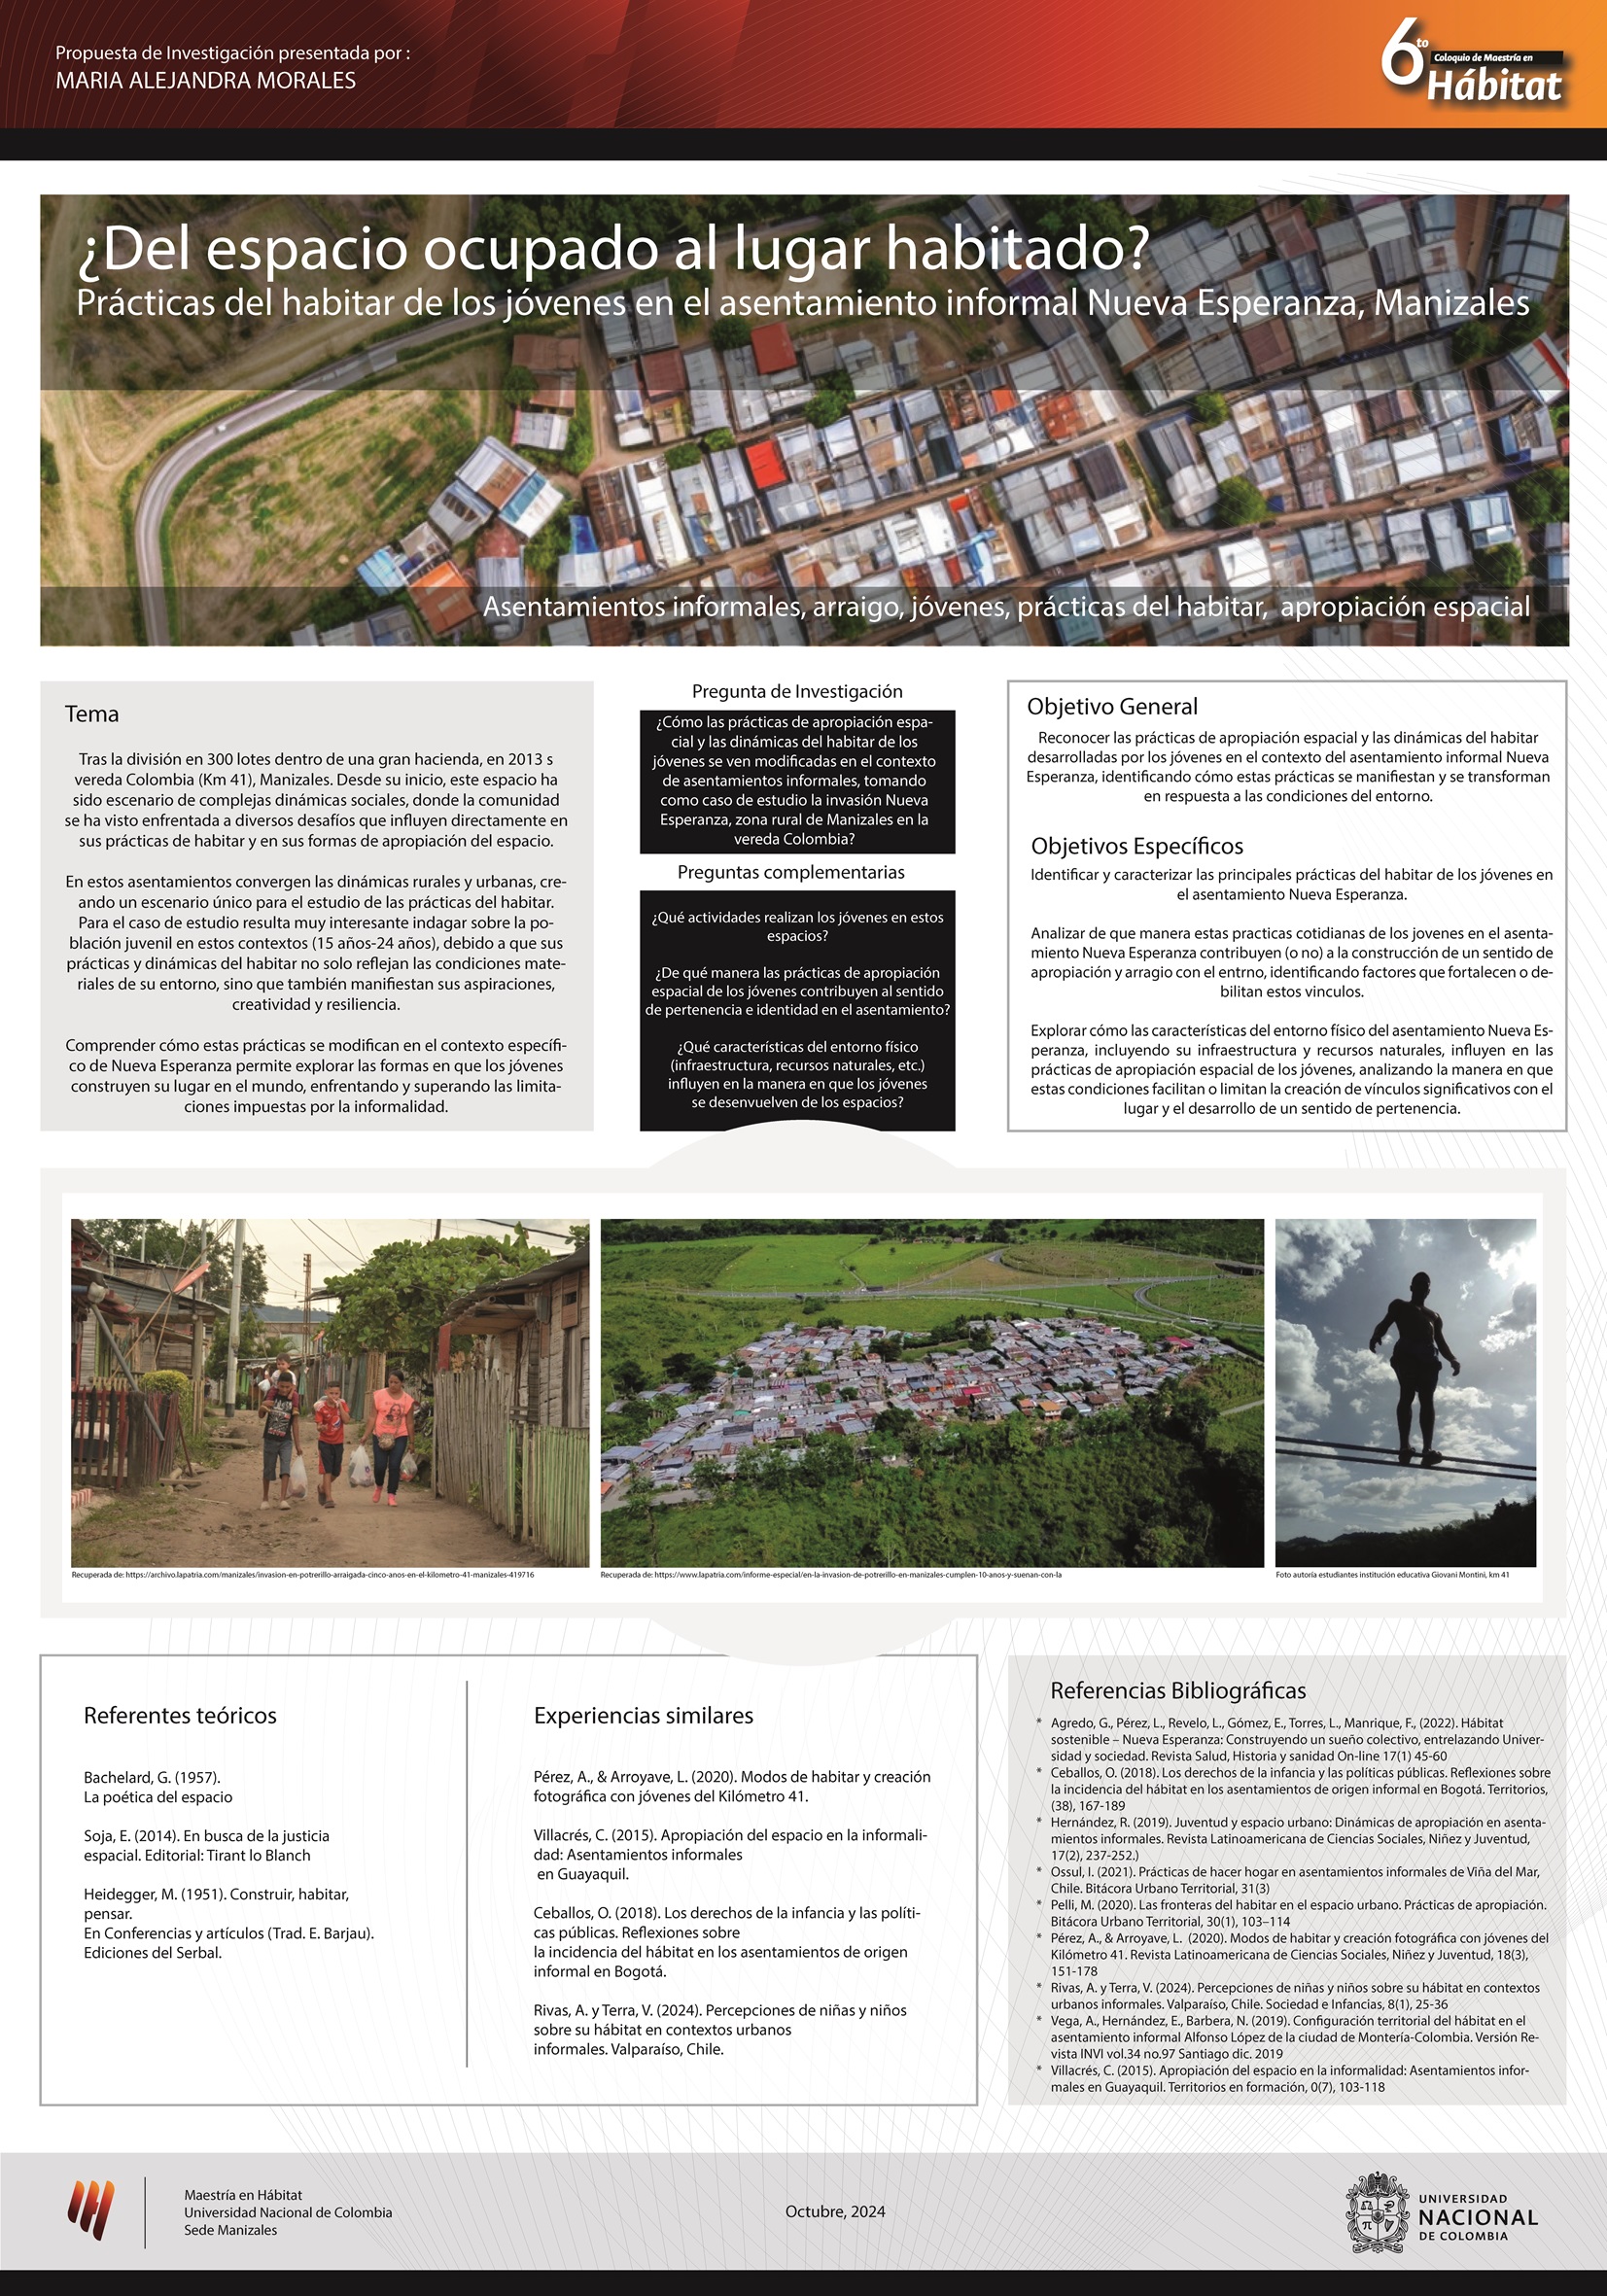 Propuesta de Investigación presentada por :
MARIA ALEJANDRA MORALES
6to
Coloquio de Maestría en
Hábitat
¿Del espacio ocupado al lugar habitado?
Prácticas del habitar de los jóvenes en el asentamiento informal Nueva Esperanza, Manizales
Asentamientos informales, arraigo, jóvenes, prácticas del habitar, apropiación espacial
Tema
Tras la división en 300 lotes dentro de una gran hacienda, en 2013 s
vereda Colombia (Km 41), Manizales. Desde su inicio, este espacio ha
sido escenario de complejas dinámicas sociales, donde la comunidad
se ha visto enfrentada a diversos desafíos que influyen directamente en
sus prácticas de habitar y en sus formas de apropiación del espacio.
En estos asentamientos convergen las dinámicas rurales y urbanas, cre-
ando un escenario único para el estudio de las prácticas del habitar.
Para el caso de estudio resulta muy interesante indagar sobre la po-
blación juvenil en estos contextos (15 años-24 años), debido a que sus
prácticas y dinámicas del habitar no solo reflejan las condiciones mate-
riales de su entorno, sino que también manifiestan sus aspiraciones,
creatividad y resiliencia.
Comprender cómo estas prácticas se modifican en el contexto específi-
co de Nueva Esperanza permite explorar las formas en que los jóvenes
construyen su lugar en el mundo, enfrentando y superando las limita-
ciones impuestas por la informalidad.
Pregunta de Investigación
¿Cómo las prácticas de apropiación espa-
cial y las dinámicas del habitar de los
jóvenes se ven modificadas en el contexto
de asentamientos informales, tomando
como caso de estudio la invasión Nueva
Esperanza, zona rural de Manizales en la
vereda Colombia?
Preguntas complementarias
¿Qué actividades realizan los jóvenes en estos
espacios?
¿De qué manera las prácticas de apropiación
espacial de los jóvenes contribuyen al sentido
de pertenencia e identidad en el asentamiento?
¿Qué características del entorno físico
(infraestructura, recursos naturales, etc.)
influyen en la manera en que los jóvenes
se desenvuelven de los espacios?
Objetivo General
Reconocer las prácticas de apropiación espacial y las dinámicas del habitar
desarrolladas por los jóvenes en el contexto del asentamiento informal Nueva
Esperanza, identificando cómo estas prácticas se manifiestan y se transforman
en respuesta a las condiciones del entorno.
Objetivos Específicos
Identificar y caracterizar las principales prácticas del habitar de los jóvenes en
el asentamiento Nueva Esperanza.
Analizar de que manera estas practicas cotidianas de los jovenes en el asenta-
miento Nueva Esperanza contribuyen (o no) a la construcción de un sentido de
apropiación y arragio con el entrno, identificando factores que fortalecen o de-
bilitan estos vinculos.
Explorar cómo las características del entorno físico del asentamiento Nueva Es-
peranza, incluyendo su infraestructura y recursos naturales, influyen en las
prácticas de apropiación espacial de los jóvenes, analizando la manera en que
estas condiciones facilitan o limitan la creación de vínculos significativos con el
lugar y el desarrollo de un sentido de pertenencia.
Recuperada de: https://archivo.lapatria.com/manizales/invasion-en-potrerillo-arraigada-cinco-anos-en-el-kilometro-41-manizales-419716
Recuperada de: https://www.lapatria.com/informe-especial/en-la-invasion-de-potrerillo-en-manizales-cumplen-10-anos-y-suenan-con-la
Foto autoría estudiantes institución educativa Giovani Montini, km 41
Referentes teóricos
Bachelard, G. (1957).
La poética del espacio
Soja, E. (2014). En busca de la justicia
espacial. Editorial: Tirant lo Blanch
Heidegger, M. (1951). Construir, habitar,
pensar.
En Conferencias y artículos (Trad. E. Barjau).
Ediciones del Serbal.
Experiencias similares
Pérez, A., & Arroyave, L. (2020). Modos de habitar y creación
fotográfica con jóvenes del Kilómetro 41.
Villacrés, C. (2015). Apropiación del espacio en la informali-
dad: Asentamientos informales
en Guayaquil.
Ceballos, O. (2018). Los derechos de la infancia y las políti-
cas públicas. Reflexiones sobre
la incidencia del hábitat en los asentamientos de origen
informal en Bogotá.
Rivas, A. y Terra, V. (2024). Percepciones de niñas y niños
sobre su hábitat en contextos urbanos
informales. Valparaíso, Chile.
Referencias Bibliográficas
* Agredo, G., Pérez, L., Revelo, L., Gómez, E., Torres, L., Manrique, F., (2022). Hábitat
sostenible – Nueva Esperanza: Construyendo un sueño colectivo, entrelazando Univer-
sidad y sociedad. Revista Salud, Historia y sanidad On-line 17(1) 45-60
* Ceballos, O. (2018). Los derechos de la infancia y las políticas públicas. Reflexiones sobre
la incidencia del hábitat en los asentamientos de origen informal en Bogotá. Territorios,
(38), 167-189
* Hernández, R. (2019). Juventud y espacio urbano: Dinámicas de apropiación en asenta-
mientos informales. Revista Latinoamericana de Ciencias Sociales, Niñez y Juventud,
17(2), 237-252.)
* Ossul, I. (2021). Prácticas de hacer hogar en asentamientos informales de Viña del Mar,
Chile. Bitácora Urbano Territorial, 31(3)
* Pelli, M. (2020). Las fronteras del habitar en el espacio urbano. Prácticas de apropiación.
Bitácora Urbano Territorial, 30(1), 103–114
* Pérez, A., & Arroyave, L. (2020). Modos de habitar y creación fotográfica con jóvenes del
Kilómetro 41. Revista Latinoamericana de Ciencias Sociales, Niñez y Juventud, 18(3),
151-178
* Rivas, A. y Terra, V. (2024). Percepciones de niñas y niños sobre su hábitat en contextos
urbanos informales. Valparaíso, Chile. Sociedad e Infancias, 8(1), 25-36
* Vega, A., Hernández, E., Barbera, N. (2019). Configuración territorial del hábitat en el
asentamiento informal Alfonso López de la ciudad de Montería-Colombia. Versión Re-
vista INVI vol.34 no.97 Santiago dic. 2019
* Villacrés, C. (2015). Apropiación del espacio en la informalidad: Asentamientos infor-
males en Guayaquil. Territorios en formación, 0(7), 103-118
Maestría en Hábitat
Universidad Nacional de Colombia
Sede Manizales
Octubre, 2024
UNIVERSIDAD
NACIONAL
DE COLOMBIA